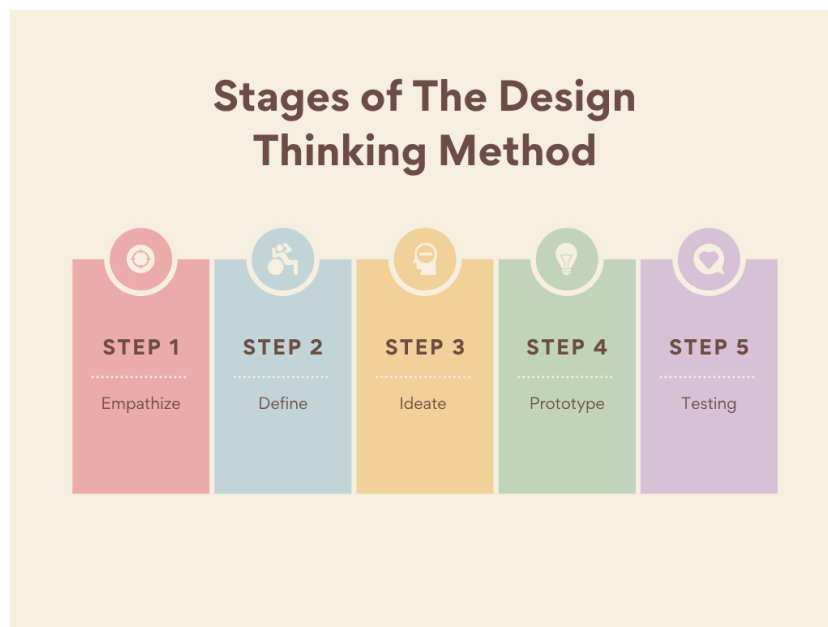 Stages of The Design
Thinking Method
STEP 1
Empathize
STEP 2
Define
STEP 3
Ideate
STEP 4
Prototype
STEP 5
Testing